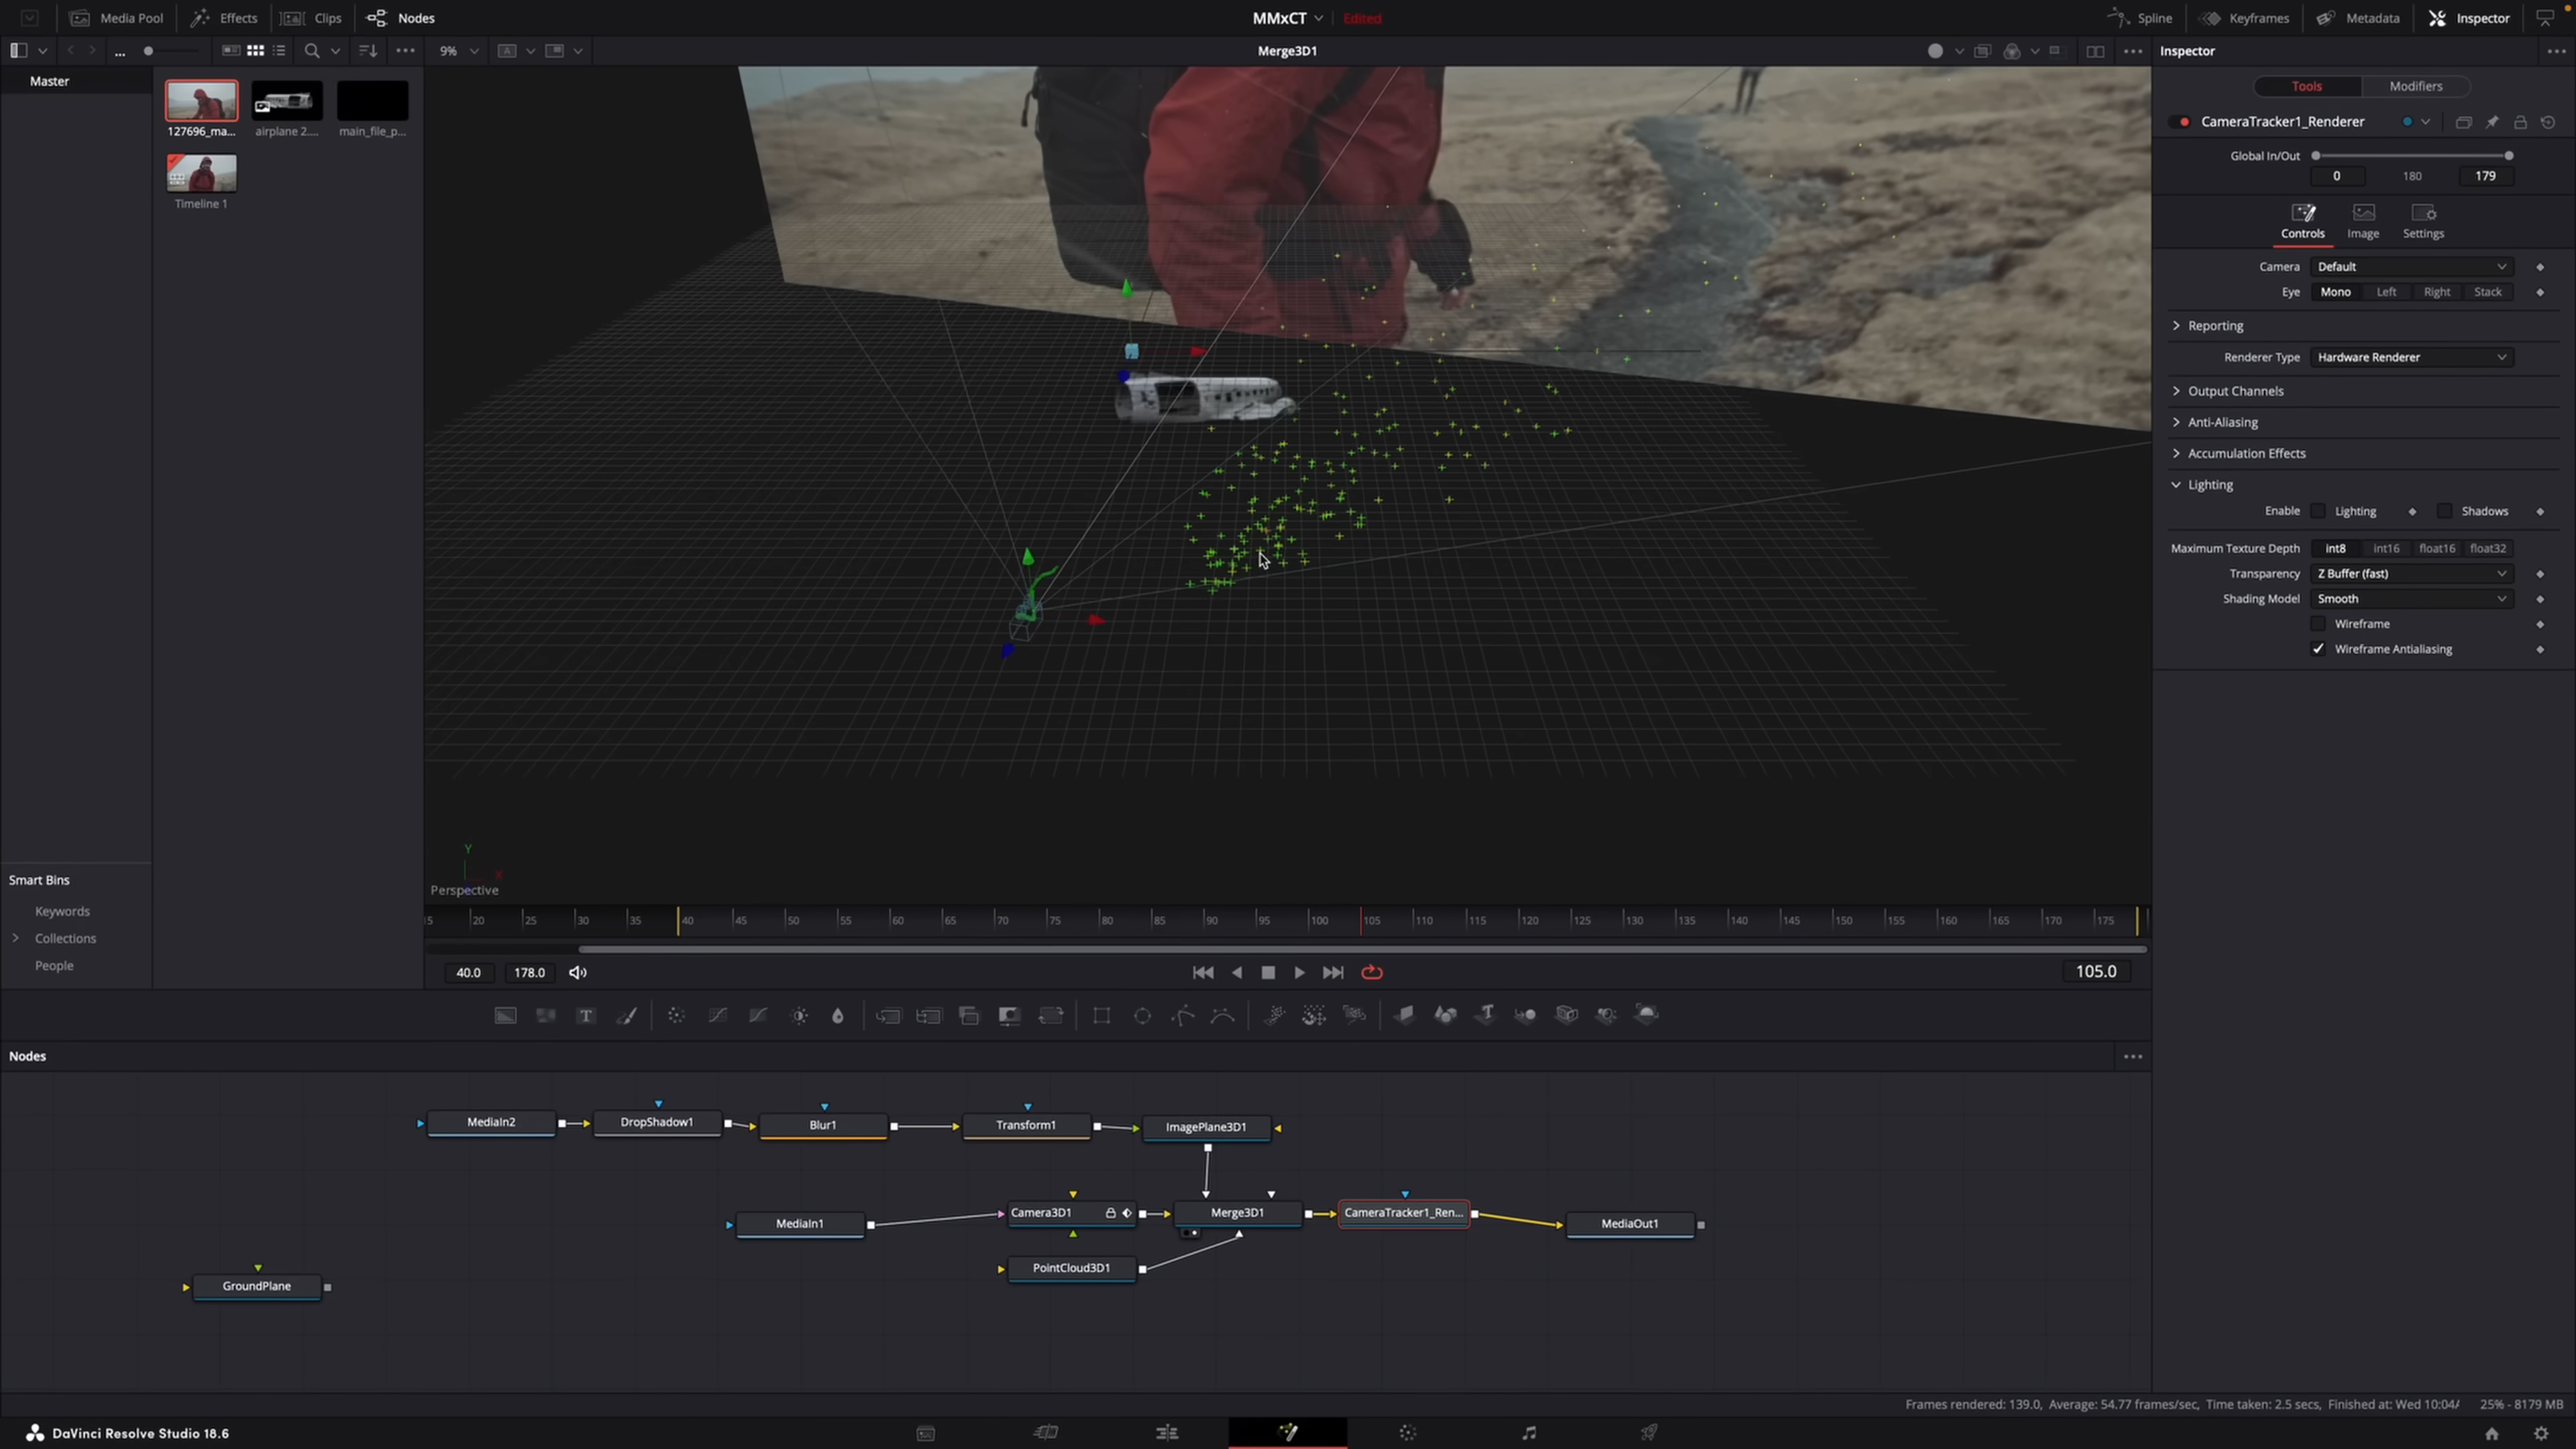 Media Pool Effects Clips Nodes MMxCT Edited Spline Keyframes Metadata Inspector
... 9% A Merge3D1 Inspector
Master
127696_ma... airplane 2.... main_file_p...
Timeline 1
Tools Modifiers
CameraTracker1_Renderer
Global In/Out
0 180 179
Controls Image Settings
Camera Default
Eye Mono Left Right Stack
Reporting
Renderer Type Hardware Renderer
Output Channels
Anti-Aliasing
Accumulation Effects
Lighting
Enable Lighting Shadows
Maximum Texture Depth int8 int16 float16 float32
Transparency Z Buffer (fast)
Shading Model Smooth
Wireframe
Wireframe Antialiasing
Y
X
Perspective
Smart Bins
Keywords
Collections
People
5 20 25 30 35 40 45 50 55 60 65 70 75 80 85 90 95 100 105 110 115 120 125 130 135 140 145 150 155 160 165 170 175
40.0 178.0 105.0
T T
Nodes
MediaIn2 DropShadow1 Blur1 Transform1 ImagePlane3D1
MediaIn1 Camera3D1 Merge3D1 CameraTracker1_Ren... MediaOut1
PointCloud3D1
GroundPlane
Frames rendered: 139.0, Average: 54.77 frames/sec, Time taken: 2.5 secs, Finished at: Wed 10:04 25% - 8179 MB
DaVinci Resolve Studio 18.6